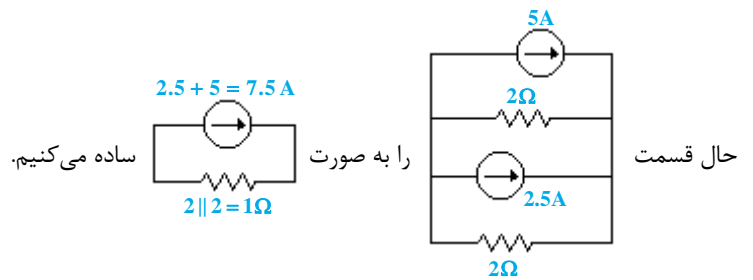 5A
2Ω
2.5A
2Ω
2.5 + 5 = 7.5 A
2 || 2 = 1Ω
حال قسمت را به صورت ساده می‌کنیم.